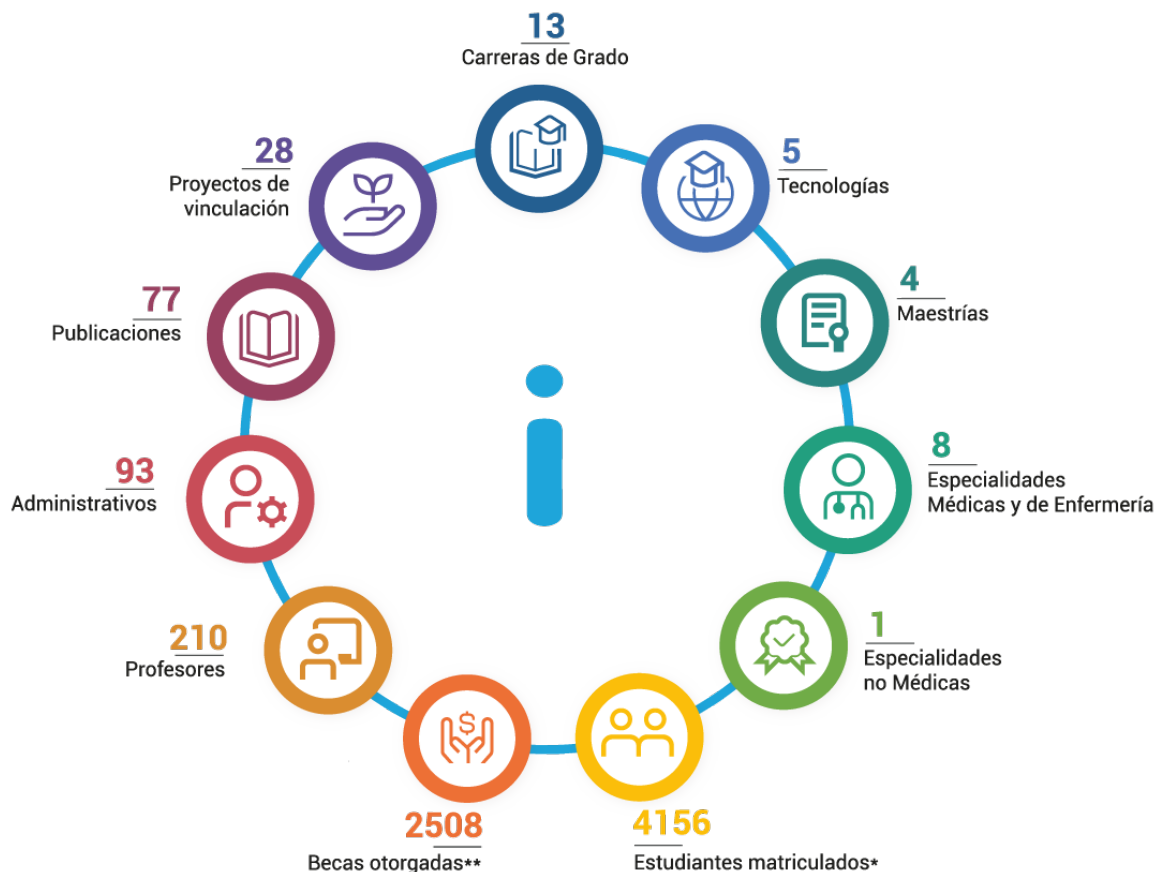 13
Carreras de Grado
5
Tecnologías
4
Maestrías
8
Especialidades
Médicas y de Enfermería
1
Especialidades
no Médicas
4156
Estudiantes matriculados*
2508
Becas otorgadas**
210
Profesores
93
Administrativos
77
Publicaciones
28
Proyectos de
vinculación
i
$